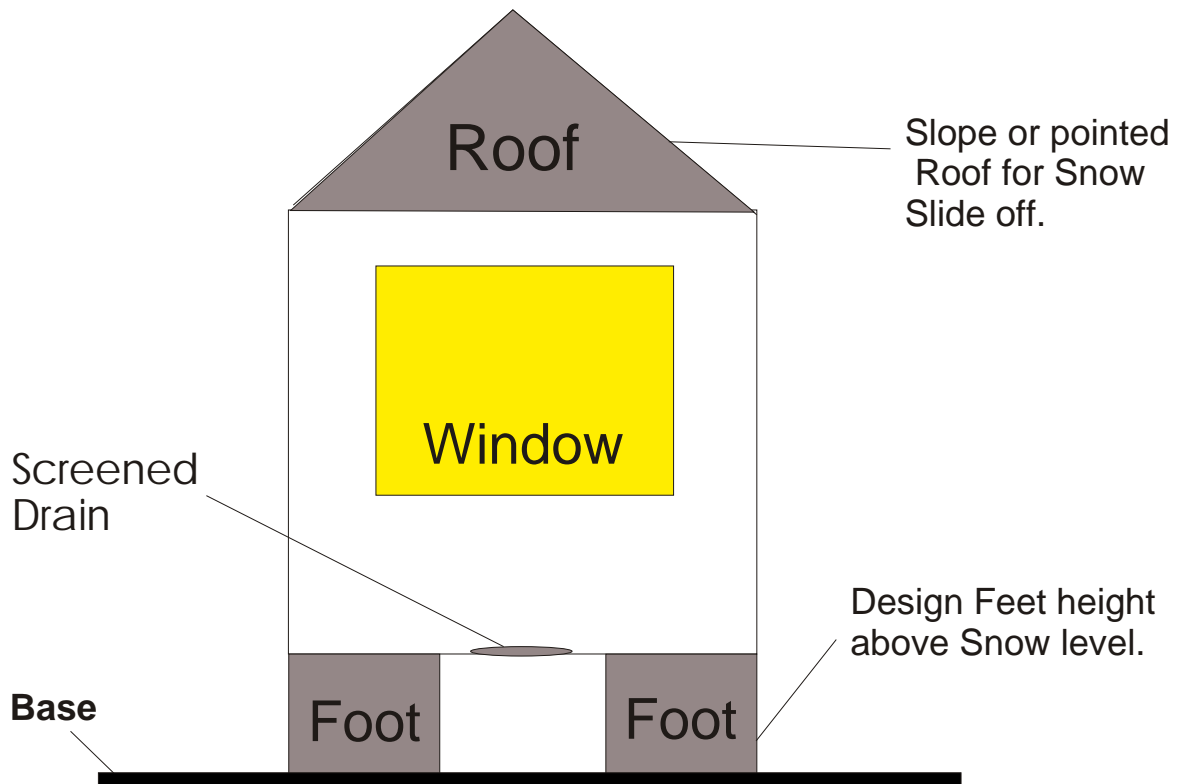 Roof
Slope or pointed
Roof for Snow
Slide off.
Window
Screened
Drain
Design Feet height
above Snow level.
Base
Foot
Foot